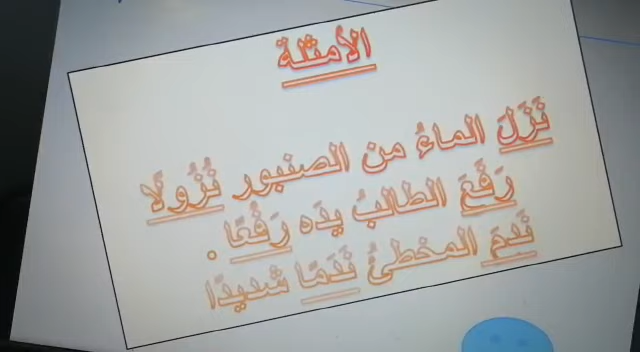 الأمثلة
نَزَلَ الماءُ من الصنبور نُزُولًا
رَفَعَ الطالبُ يدَه رَفْعًا .
نَدِمَ المخطئُ نَدَمًا شديدًا